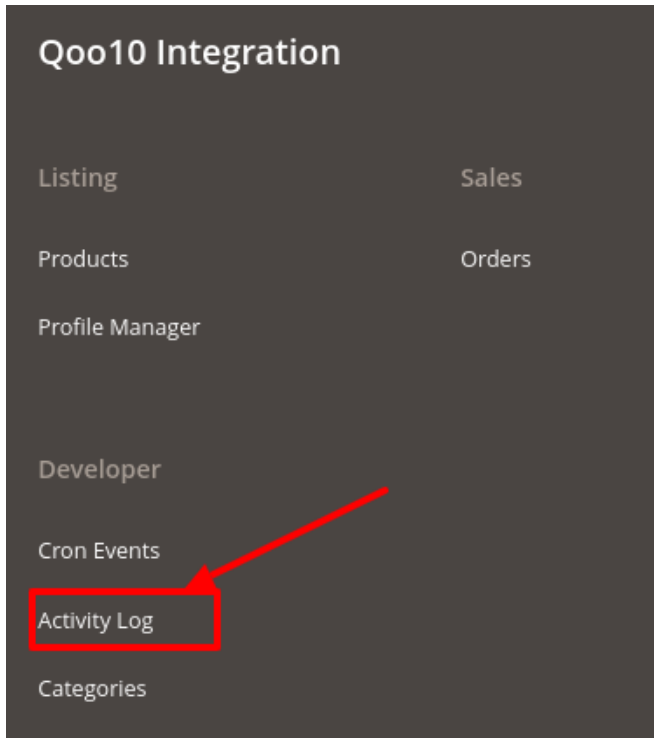 Qoo10 Integration
Listing
Products
Profile Manager
Sales
Orders
Developer
Cron Events
Activity Log
Categories